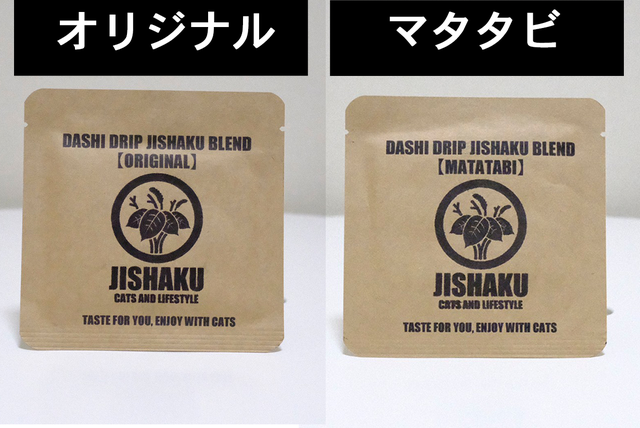 オリジナル
DASHI DRIP JISHAKU BLEND
【ORIGINAL】
JISHAKU
CATS AND LIFESTYLE
TASTE FOR YOU, ENJOY WITH CATS
マタタビ
DASHI DRIP JISHAKU BLEND
【MATATABI】
JISHAKU
CATS AND LIFESTYLE
TASTE FOR YOU, ENJOY WITH CATS